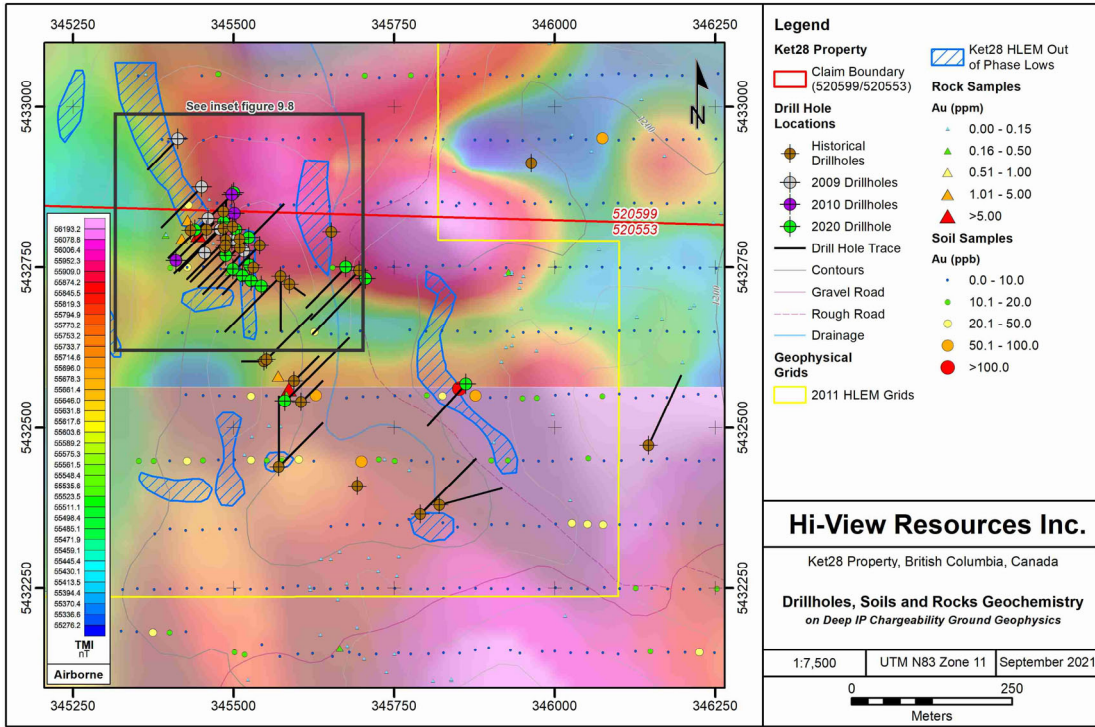 345250 345500 345750 346000 346250
5433000 5433000
5432750 5432750
5432500 5432500
5432250 5432250
See inset figure 9.8
520599
520553
1200
66193.2
56078.8
56006.4
55952.3
55909.0
55874.2
55845.5
55819.3
55794.9
55773.2
55753.2
55733.7
55714.6
55696.0
55678.3
55661.4
55646.0
55631.8
55617.8
55603.6
55589.2
55575.3
55561.5
55548.4
55535.6
55523.5
55511.1
55498.4
55485.1
55471.9
55459.1
55445.4
55430.1
55413.5
55394.4
55370.4
55336.6
55276.2
TMI
nT
Airborne
345250 345500 345750 346000 346250
Legend
Ket28 Property
Claim Boundary
(520599/520553)
Drill Hole
Locations
Historical
Drillholes
2009 Drillholes
2010 Drillholes
2020 Drillhole
Drill Hole Trace
Contours
Gravel Road
Rough Road
Drainage
Geophysical
Grids
2011 HLEM Grids
Ket28 HLEM Out
of Phase Lows
Rock Samples
Au (ppm)
0.00 - 0.15
0.16 - 0.50
0.51 - 1.00
1.01 - 5.00
>5.00
Soil Samples
Au (ppb)
0.0 - 10.0
10.1 - 20.0
20.1 - 50.0
50.1 - 100.0
>100.0
N
Hi-View Resources Inc.
Ket28 Property, British Columbia, Canada
Drillholes, Soils and Rocks Geochemistry
on Deep IP Chargeability Ground Geophysics
1:7,500 UTM N83 Zone 11 September 2021
0 250
Meters